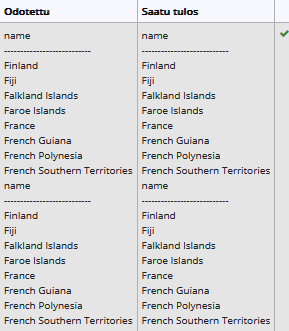 Odotettu Saatu tulos
name name
-------------------------- --------------------------
Finland Finland
Fiji Fiji
Falkland Islands Falkland Islands
Faroe Islands Faroe Islands
France France
French Guiana French Guiana
French Polynesia French Polynesia
French Southern Territories French Southern Territories
name name
-------------------------- --------------------------
Finland Finland
Fiji Fiji
Falkland Islands Falkland Islands
Faroe Islands Faroe Islands
France France
French Guiana French Guiana
French Polynesia French Polynesia
French Southern Territories French Southern Territories